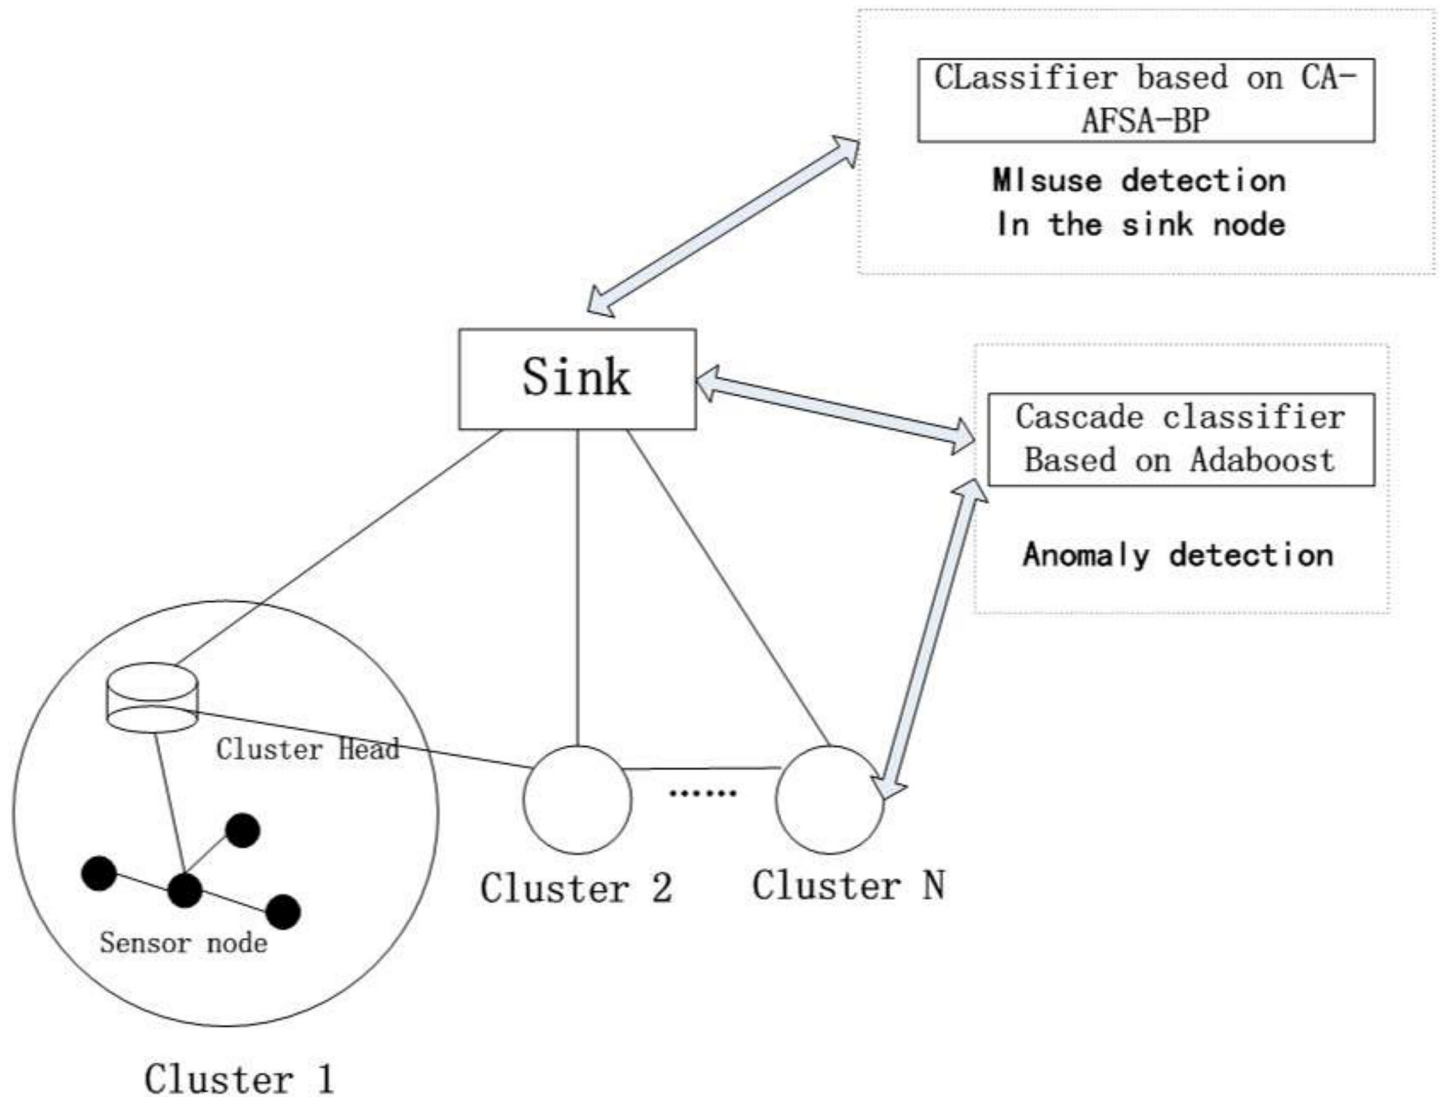 CLassifier based on CA-
AFSA-BP
MIsuse detection
In the sink node
Sink
Cascade classifier
Based on Adaboost
Anomaly detection
Cluster Head
......
Sensor node
Cluster 2
Cluster N
Cluster 1